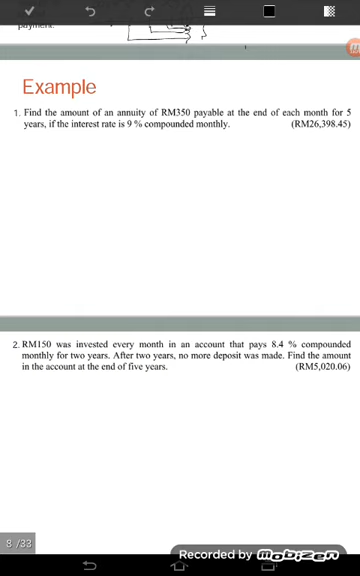 payment.
Example
1. Find the amount of an annuity of RM350 payable at the end of each month for 5
years, if the interest rate is 9 % compounded monthly. (RM26,398.45)
2. RM150 was invested every month in an account that pays 8.4 % compounded
monthly for two years. After two years, no more deposit was made. Find the amount
in the account at the end of five years. (RM5,020.06)
8 /33
Recorded by Mobizen